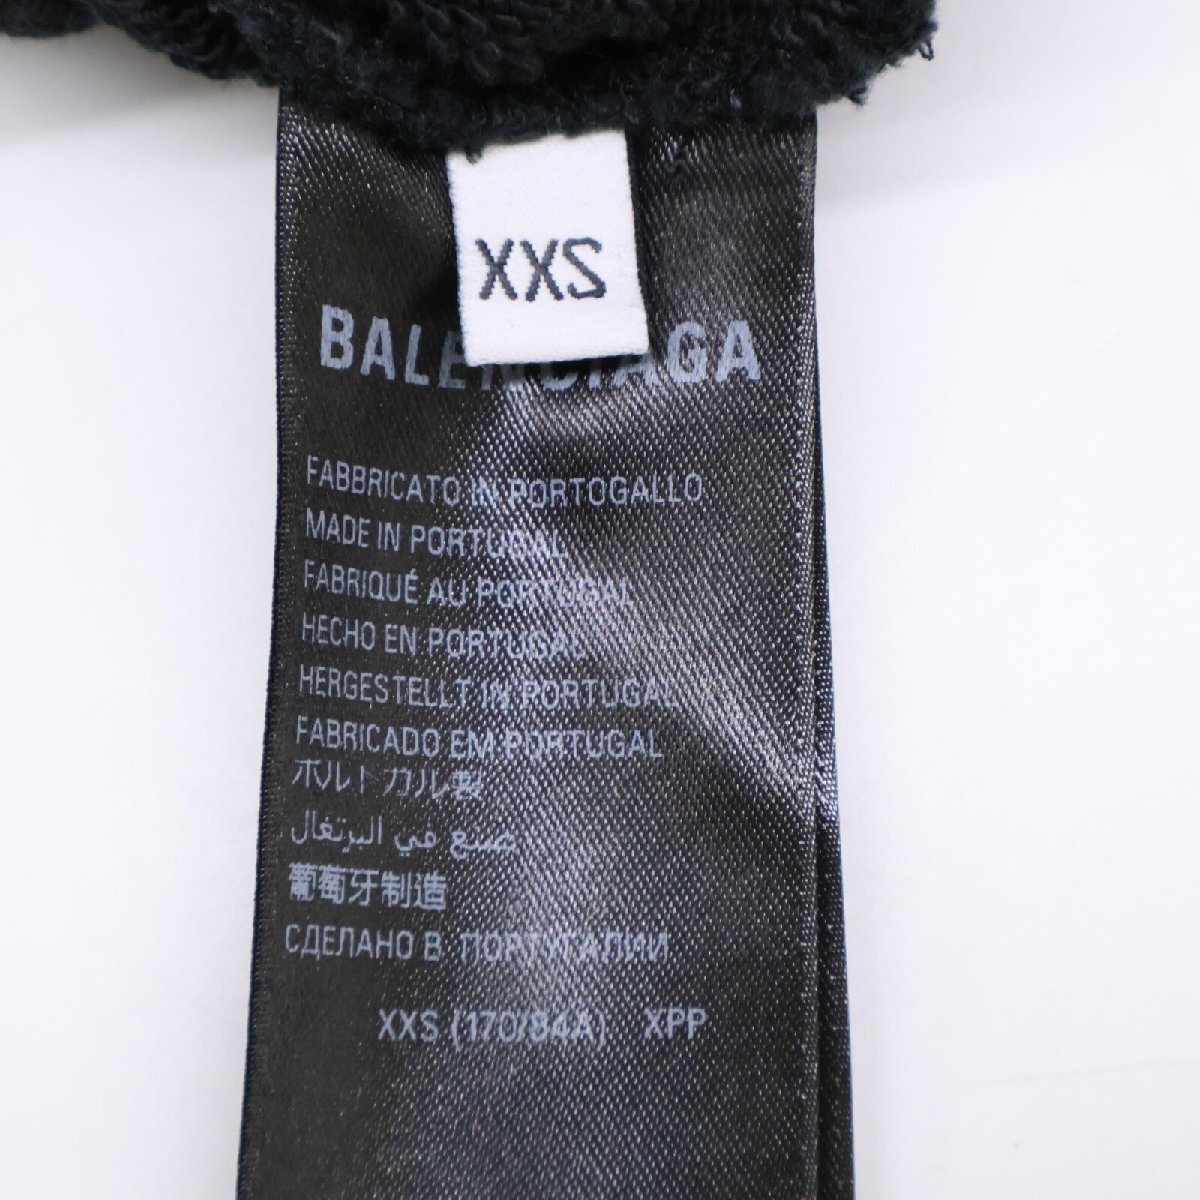 XXS
BALENCIAGA
FABBRICATO IN PORTOGALLO
MADE IN PORTUGAL
FABRIQUÉ AU PORTUGAL
HECHO EN PORTUGAL
HERGESTELLT IN PORTUGAL
FABRICADO EM PORTUGAL
ポルトガル製
صنع في البرتغال
葡萄牙制造
СДЕЛАНО В ПОРТУГАЛИИ
XXS (170/84A) XPP